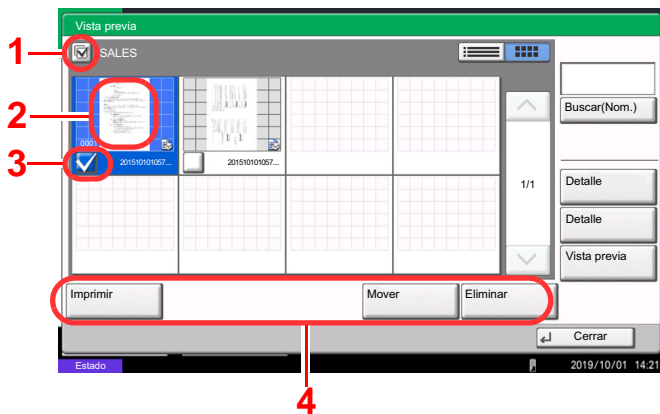 Vista previa
1
SALES
2
Buscar(Nom.)
0001
3
201510101057...
201510101057...
1/1
Detalle
Detalle
Vista previa
Imprimir
Mover
Eliminar
Cerrar
Estado
2019/10/01 14:21
4